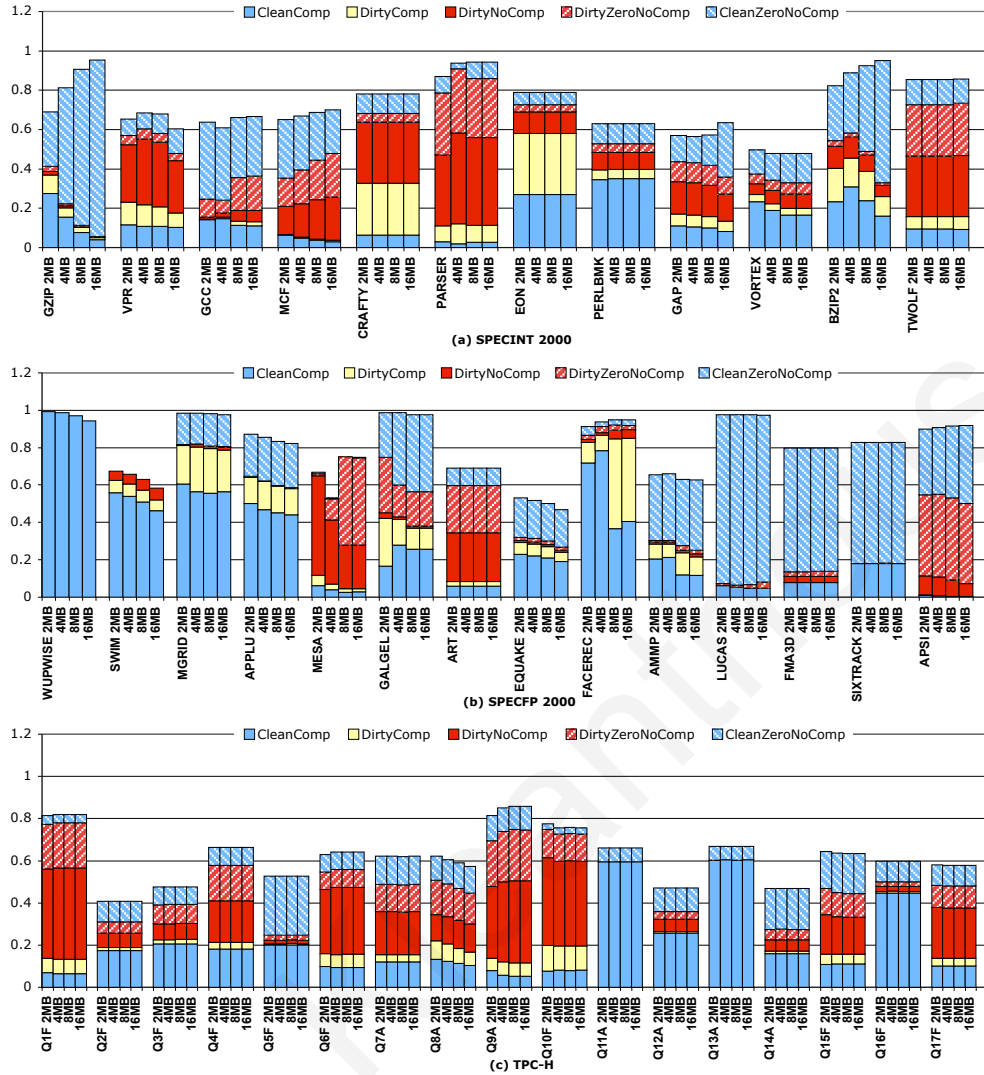 CleanComp DirtyComp DirtyNoComp DirtyZeroNoComp CleanZeroNoComp
1.2
1
0.8
0.6
0.4
0.2
0
GZIP 2MB 4MB 8MB 16MB VPR 2MB 4MB 8MB 16MB GCC 2MB 4MB 8MB 16MB MCF 2MB 4MB 8MB 16MB CRAFTY 2MB 4MB 8MB 16MB PARSER 4MB 8MB 16MB EON 2MB 4MB 8MB 16MB PERLBMK 4MB 8MB 16MB GAP 2MB 4MB 8MB 16MB VORTEX 4MB 8MB 16MB BZIP2 2MB 4MB 8MB 16MB TWOLF 2MB 4MB 8MB 16MB
(a) SPECINT 2000
CleanComp DirtyComp DirtyNoComp DirtyZeroNoComp CleanZeroNoComp
1.2
1
0.8
0.6
0.4
0.2
0
WUPWISE 2MB 4MB 8MB 16MB SWIM 2MB 4MB 8MB 16MB MGRID 2MB 4MB 8MB 16MB APPLU 2MB 4MB 8MB 16MB MESA 2MB 4MB 8MB 16MB GALGEL 2MB 4MB 8MB 16MB ART 2MB 4MB 8MB 16MB EQUAKE 2MB 4MB 8MB 16MB FACEREC 2MB 4MB 8MB 16MB AMMP 2MB 4MB 8MB 16MB LUCAS 2MB 4MB 8MB 16MB FMA3D 2MB 4MB 8MB 16MB SIXTRACK 2MB 4MB 8MB 16MB APSI 2MB 4MB 8MB 16MB
(b) SPECFP 2000
CleanComp DirtyComp DirtyNoComp DirtyZeroNoComp CleanZeroNoComp
1.2
1
0.8
0.6
0.4
0.2
0
Q1F 2MB 4MB 8MB 16MB Q2F 2MB 4MB 8MB 16MB Q3F 2MB 4MB 8MB 16MB Q4F 2MB 4MB 8MB 16MB Q5F 2MB 4MB 8MB 16MB Q6F 2MB 4MB 8MB 16MB Q7A 2MB 4MB 8MB 16MB Q8A 2MB 4MB 8MB 16MB Q9A 2MB 4MB 8MB 16MB Q10F 2MB 4MB 8MB 16MB Q11A 2MB 4MB 8MB 16MB Q12A 2MB 4MB 8MB 16MB Q13A 2MB 4MB 8MB 16MB Q14A 2MB 4MB 8MB 16MB Q15F 2MB 4MB 8MB 16MB Q16F 2MB 4MB 8MB 16MB Q17F 2MB 4MB 8MB 16MB
(c) TPC-H